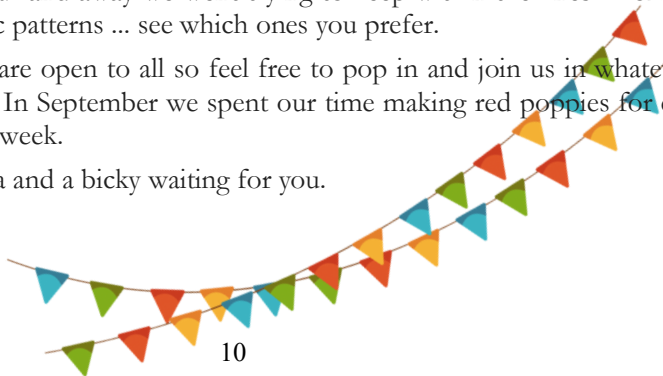 c patterns ... see which ones you prefer.
are open to all so feel free to pop in and join us in whate
In September we spent our time making red poppies for
week.
a and a bicky waiting for you.
10